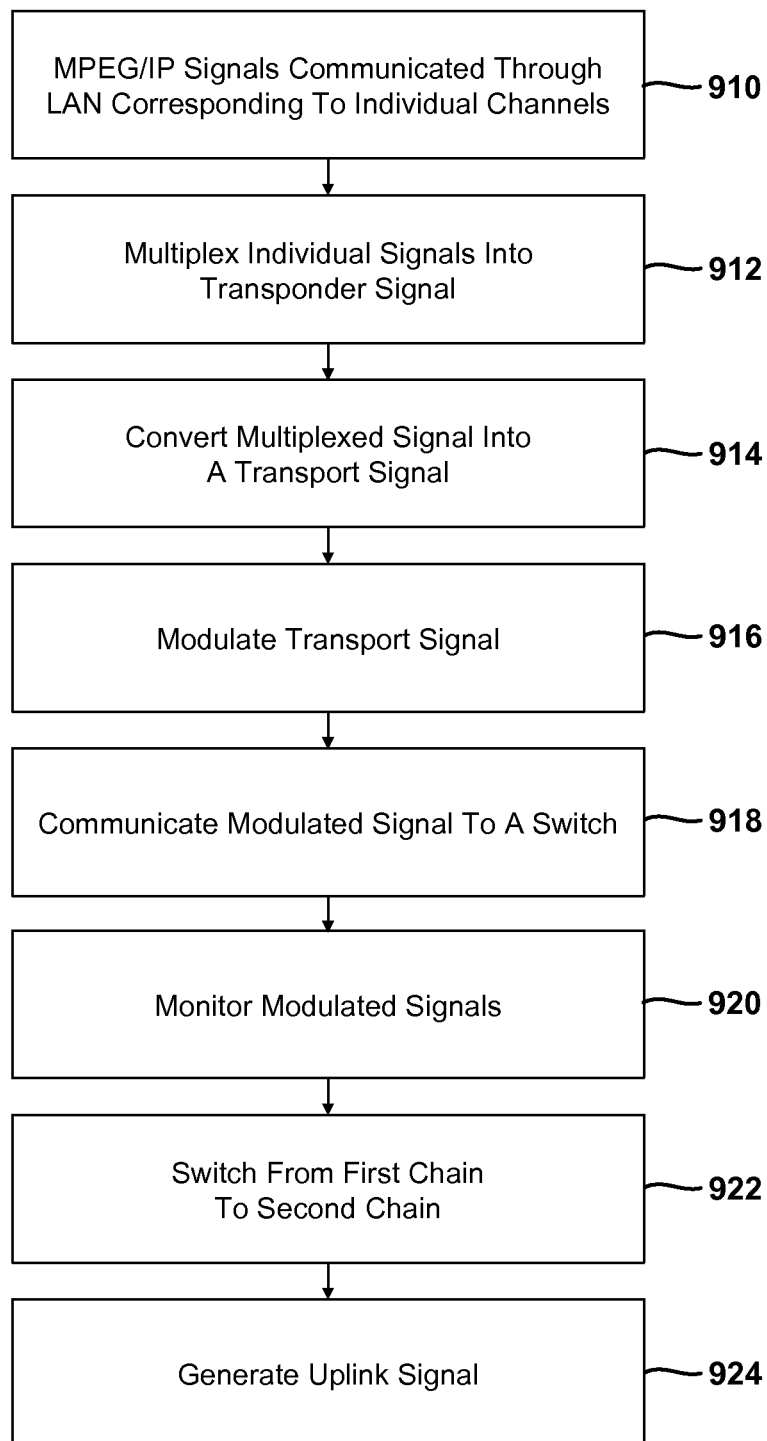 MPEG/IP Signals Communicated Through
LAN Corresponding To Individual Channels
910
Multiplex Individual Signals Into
Transponder Signal
912
Convert Multiplexed Signal Into
A Transport Signal
914
Modulate Transport Signal
916
Communicate Modulated Signal To A Switch
918
Monitor Modulated Signals
920
Switch From First Chain
To Second Chain
922
Generate Uplink Signal
924